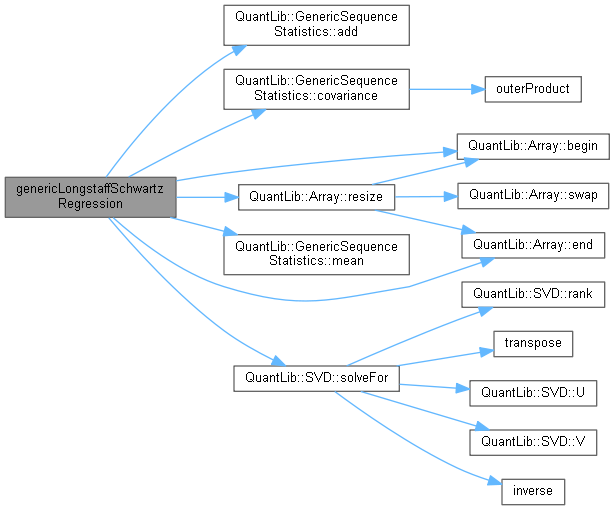 QuantLib::GenericSequence
Statistics::add
QuantLib::GenericSequence
Statistics::covariance
outerProduct
QuantLib::Array::begin
genericLongstaffSchwartz
Regression
QuantLib::Array::resize
QuantLib::Array::swap
QuantLib::GenericSequence
Statistics::mean
QuantLib::Array::end
QuantLib::SVD::rank
transpose
QuantLib::SVD::solveFor
QuantLib::SVD::U
QuantLib::SVD::V
inverse